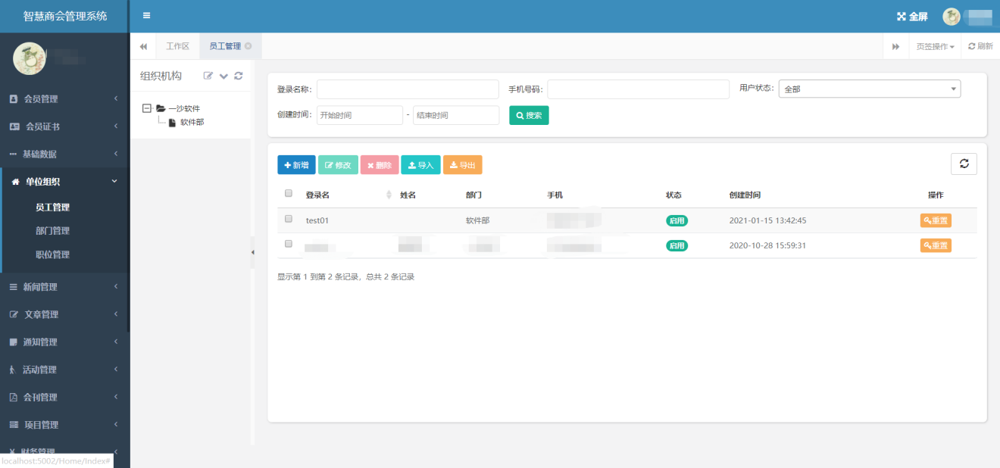 智慧商会管理系统
全屏
工作区
员工管理
页签操作
刷新
会员管理
会员证书
基础数据
单位组织
员工管理
部门管理
职位管理
新闻管理
文章管理
通知管理
活动管理
会刊管理
项目管理
财务管理
localhost:5002/Home/Index#
组织机构
一沙软件
软件部
登录名称：
手机号码：
用户状态： 全部
创建时间： 开始时间 - 结束时间 搜索
新增 修改 删除 导入 导出
登录名 姓名 部门 手机 状态 创建时间 操作
test01 软件部 启用 2021-01-15 13:42:45 重置
启用 2020-10-28 15:59:31 重置
显示第 1 到第 2 条记录，总共 2 条记录